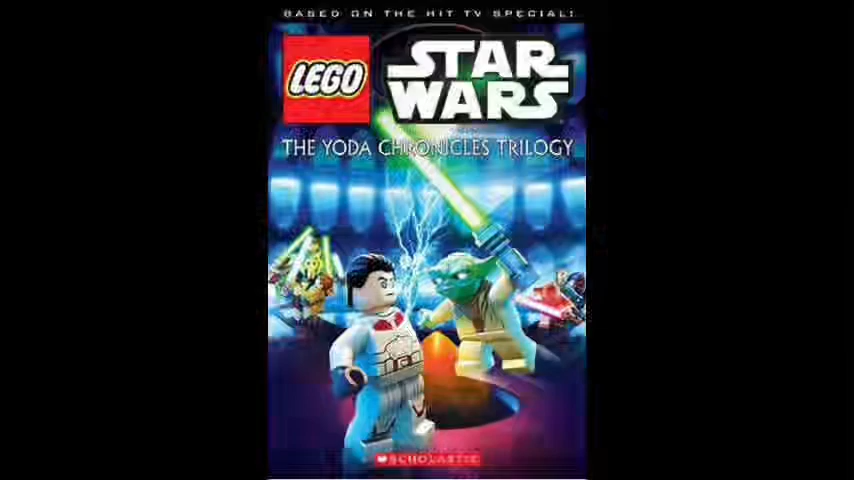 BASED ON THE HIT TV SPECIAL!
LEGO
STAR
WARS
THE YODA CHRONICLES TRILOGY
SCHOLASTIC